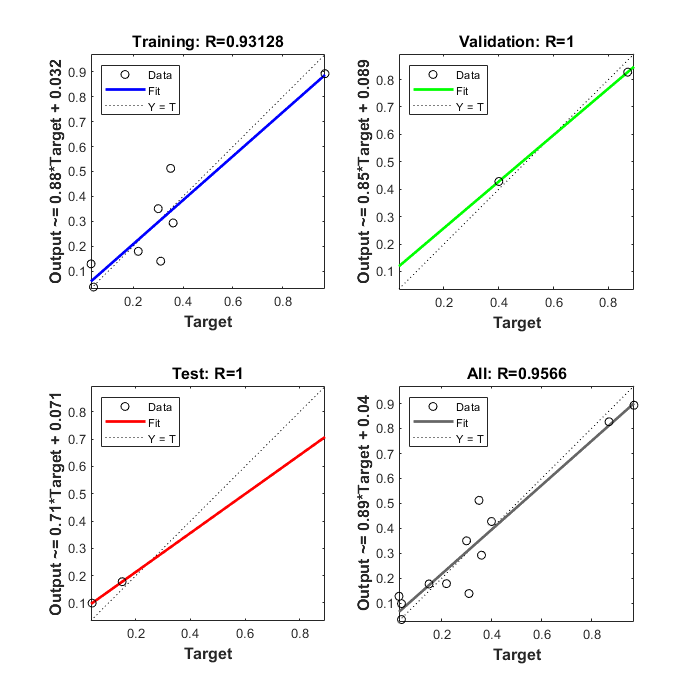 Training: R=0.93128
Output ~= 0.88*Target + 0.032
Data
Fit
Y = T
0.9
0.8
0.7
0.6
0.5
0.4
0.3
0.2
0.1
0.2 0.4 0.6 0.8
Target
Validation: R=1
Output ~= 0.85*Target + 0.089
Data
Fit
Y = T
0.8
0.7
0.6
0.5
0.4
0.3
0.2
0.1
0.2 0.4 0.6 0.8
Target
Test: R=1
Output ~= 0.71*Target + 0.071
Data
Fit
Y = T
0.8
0.7
0.6
0.5
0.4
0.3
0.2
0.1
0.2 0.4 0.6 0.8
Target
All: R=0.9566
Output ~= 0.89*Target + 0.04
Data
Fit
Y = T
0.9
0.8
0.7
0.6
0.5
0.4
0.3
0.2
0.1
0.2 0.4 0.6 0.8
Target